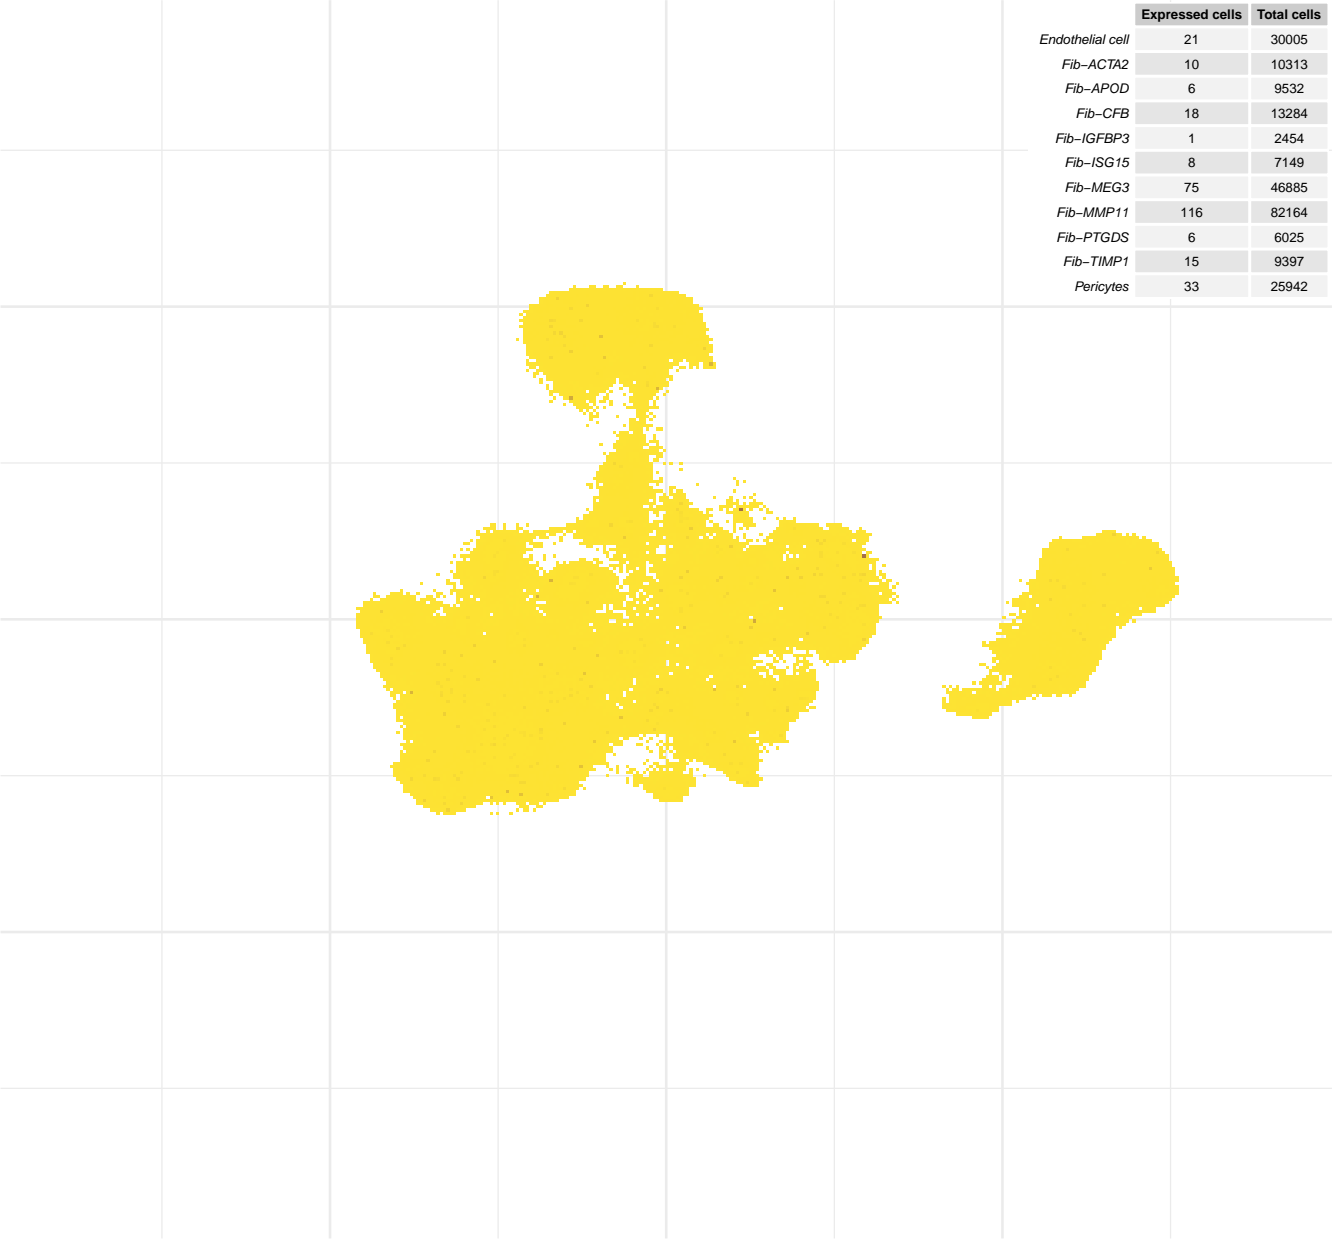 Expressed cells Total cells
Endothelial cell 21 30005
Fib−ACTA2 10 10313
Fib−APOD 6 9532
Fib−CFB 18 13284
Fib−IGFBP3 1 2454
Fib−ISG15 8 7149
Fib−MEG3 75 46885
Fib−MMP11 116 82164
Fib−PTGDS 6 6025
Fib−TIMP1 15 9397
Pericytes 33 25942